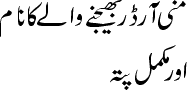 منی آرڈر بھیجنے والے کا نام
اور مکمل پتہ